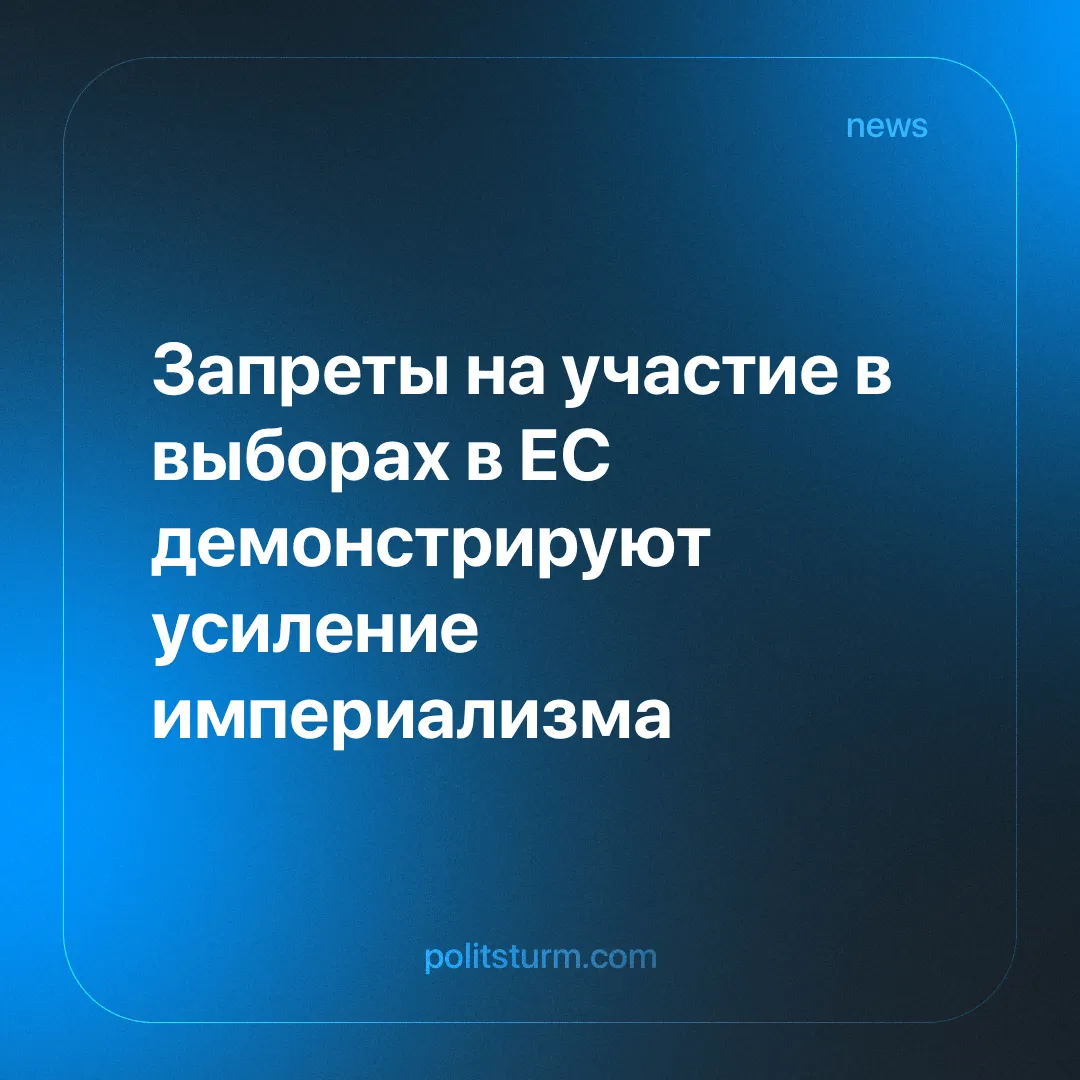 news
Запреты на участие в
выборах в ЕС
демонстрируют
усиление
империализма
politsturm.com